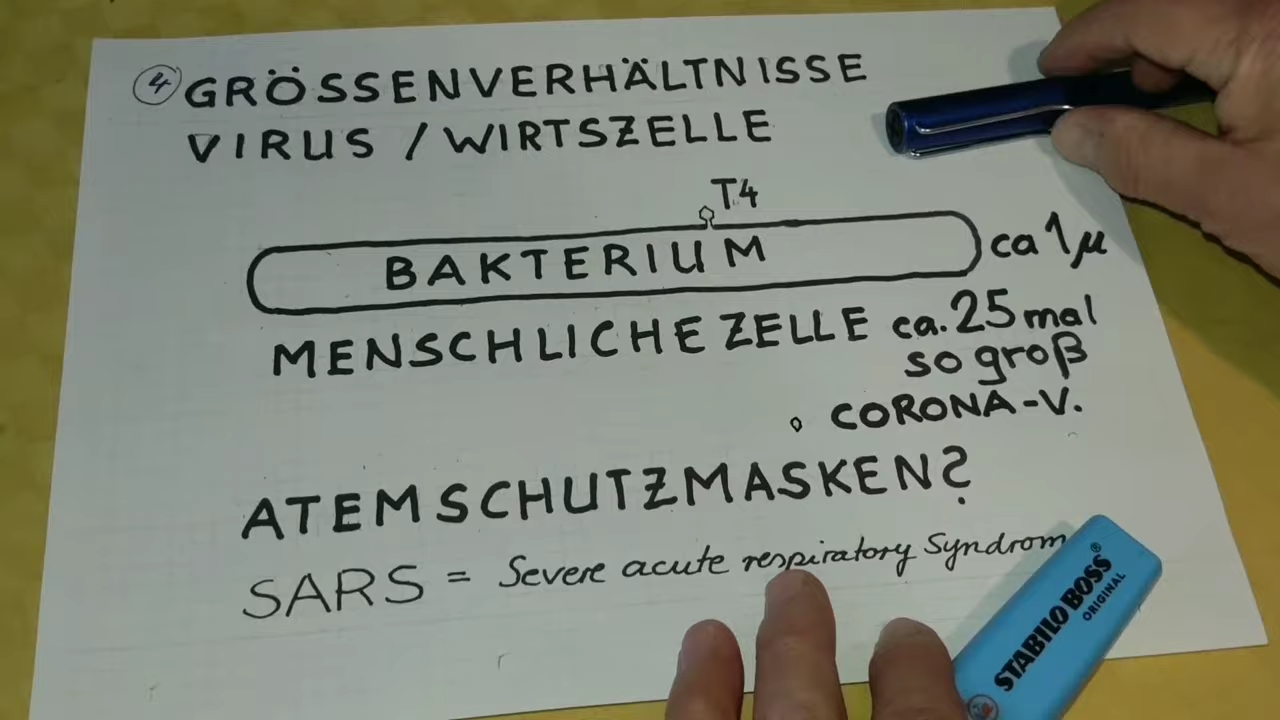 4 GRÖSSENVERHÄLTNISSE
VIRUS / WIRTSZELLE
T4
BAKTERIUM ca 1 μ
MENSCHLICHE ZELLE ca. 25 mal
so groß
CORONA-V.
ATEMSCHUTZMASKEN?
SARS = Severe acute respiratory Syndrom
STABILO BOSS®
ORIGINAL